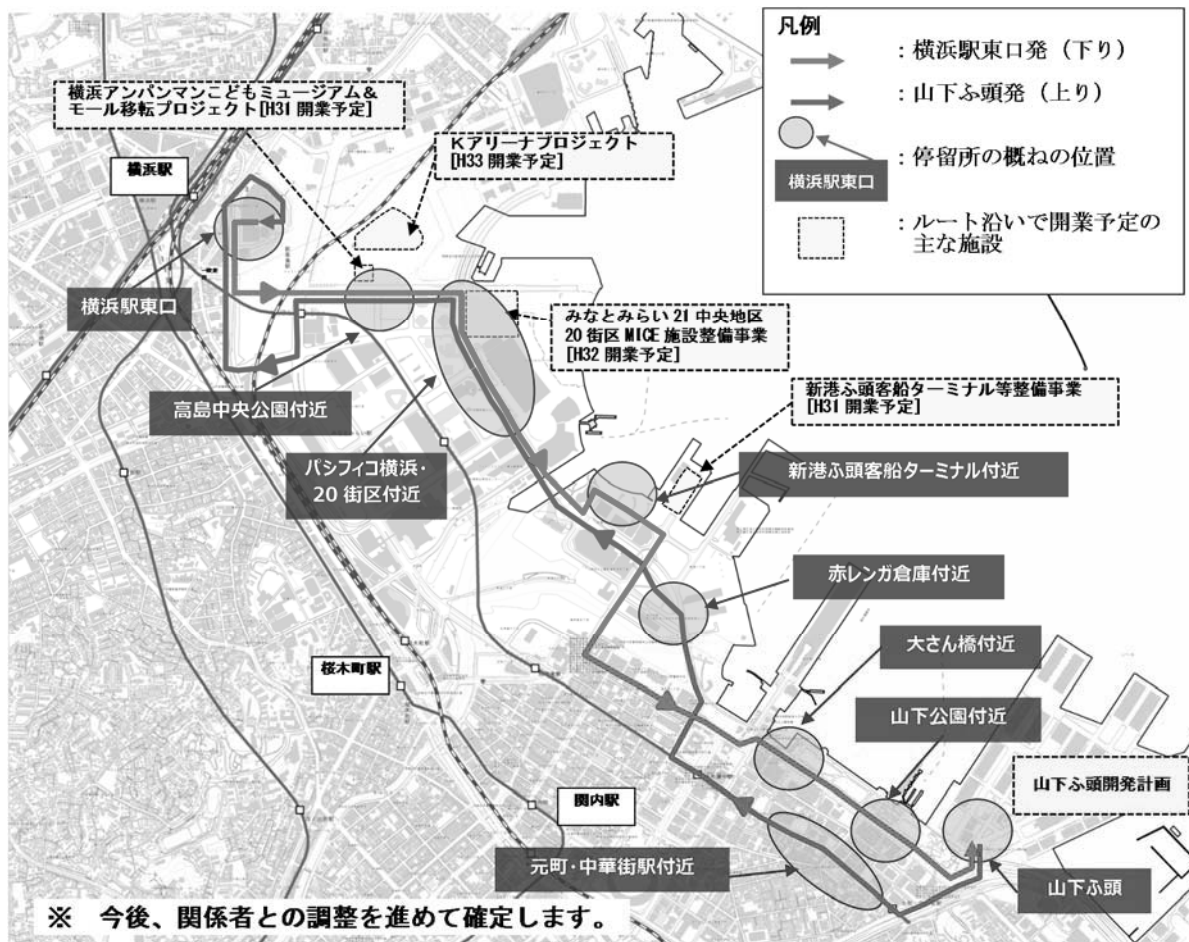 凡例
：横浜駅東口発（下り）
：山下ふ頭発（上り）
：停留所の概ねの位置
横浜駅東口
：ルート沿いで開業予定の
主な施設
横浜アンパンマンこどもミュージアム＆
モール移転プロジェクト[H31 開業予定]
Kアリーナプロジェクト
[H33 開業予定]
横浜駅
横浜駅東口
みなとみらい 21 中央地区
20 街区 MICE 施設整備事業
[H32 開業予定]
新港ふ頭客船ターミナル等整備事業
[H31 開業予定]
高島中央公園付近
パシフィコ横浜・
20 街区付近
新港ふ頭客船ターミナル付近
赤レンガ倉庫付近
大さん橋付近
桜木町駅
山下公園付近
山下ふ頭開発計画
関内駅
元町・中華街駅付近
山下ふ頭
※　今後、関係者との調整を進めて確定します。